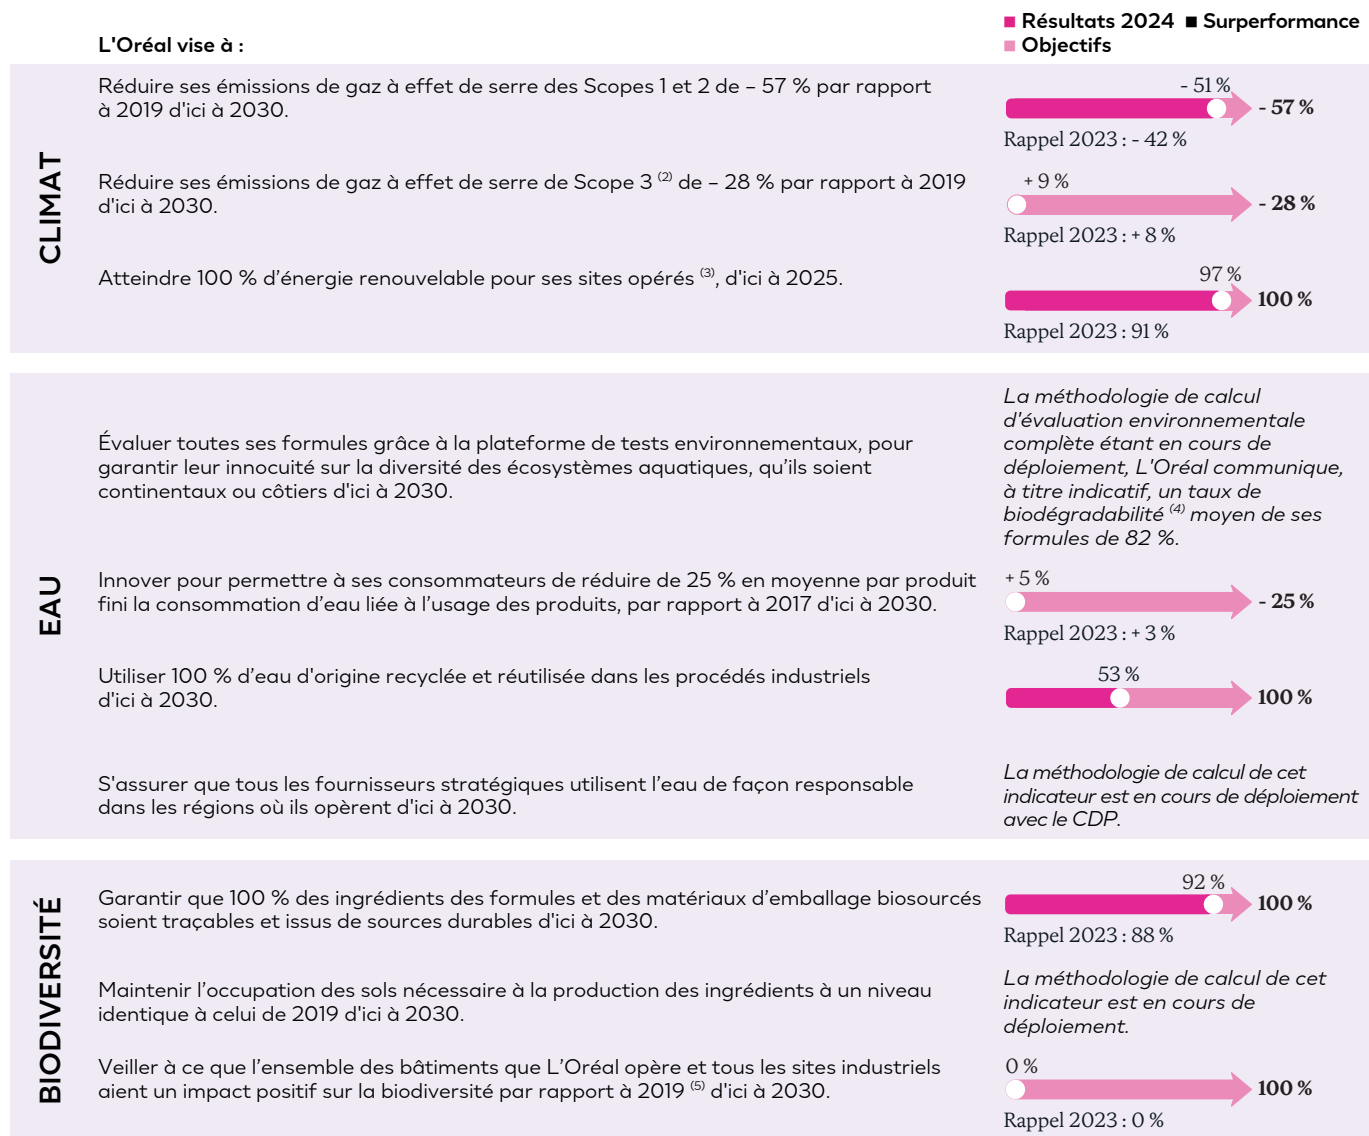 L'Oréal vise à :
Résultats 2024 Surperformance
Objectifs
CLIMAT
Réduire ses émissions de gaz à effet de serre des Scopes 1 et 2 de – 57 % par rapport
à 2019 d'ici à 2030.
- 51 %
- 57 %
Rappel 2023 : - 42 %
Réduire ses émissions de gaz à effet de serre de Scope 3 (2) de – 28 % par rapport à 2019
d'ici à 2030.
+ 9 %
- 28 %
Rappel 2023 : + 8 %
Atteindre 100 % d’énergie renouvelable pour ses sites opérés (3), d'ici à 2025.
97 %
100 %
Rappel 2023 : 91 %
EAU
Évaluer toutes ses formules grâce à la plateforme de tests environnementaux, pour
garantir leur innocuité sur la diversité des écosystèmes aquatiques, qu’ils soient
continentaux ou côtiers d'ici à 2030.
La méthodologie de calcul
d'évaluation environnementale
complète étant en cours de
déploiement, L'Oréal communique,
à titre indicatif, un taux de
biodégradabilité (4) moyen de ses
formules de 82 %.
Innover pour permettre à ses consommateurs de réduire de 25 % en moyenne par produit
fini la consommation d’eau liée à l’usage des produits, par rapport à 2017 d'ici à 2030.
+ 5 %
- 25 %
Rappel 2023 : + 3 %
Utiliser 100 % d’eau d'origine recyclée et réutilisée dans les procédés industriels
d'ici à 2030.
53 %
100 %
S'assurer que tous les fournisseurs stratégiques utilisent l’eau de façon responsable
dans les régions où ils opèrent d'ici à 2030.
La méthodologie de calcul de cet
indicateur est en cours de déploiement
avec le CDP.
BIODIVERSITÉ
Garantir que 100 % des ingrédients des formules et des matériaux d’emballage biosourcés
soient traçables et issus de sources durables d'ici à 2030.
92 %
100 %
Rappel 2023 : 88 %
Maintenir l’occupation des sols nécessaire à la production des ingrédients à un niveau
identique à celui de 2019 d'ici à 2030.
La méthodologie de calcul de cet
indicateur est en cours de
déploiement.
Veiller à ce que l’ensemble des bâtiments que L’Oréal opère et tous les sites industriels
aient un impact positif sur la biodiversité par rapport à 2019 (5) d'ici à 2030.
0 %
100 %
Rappel 2023 : 0 %